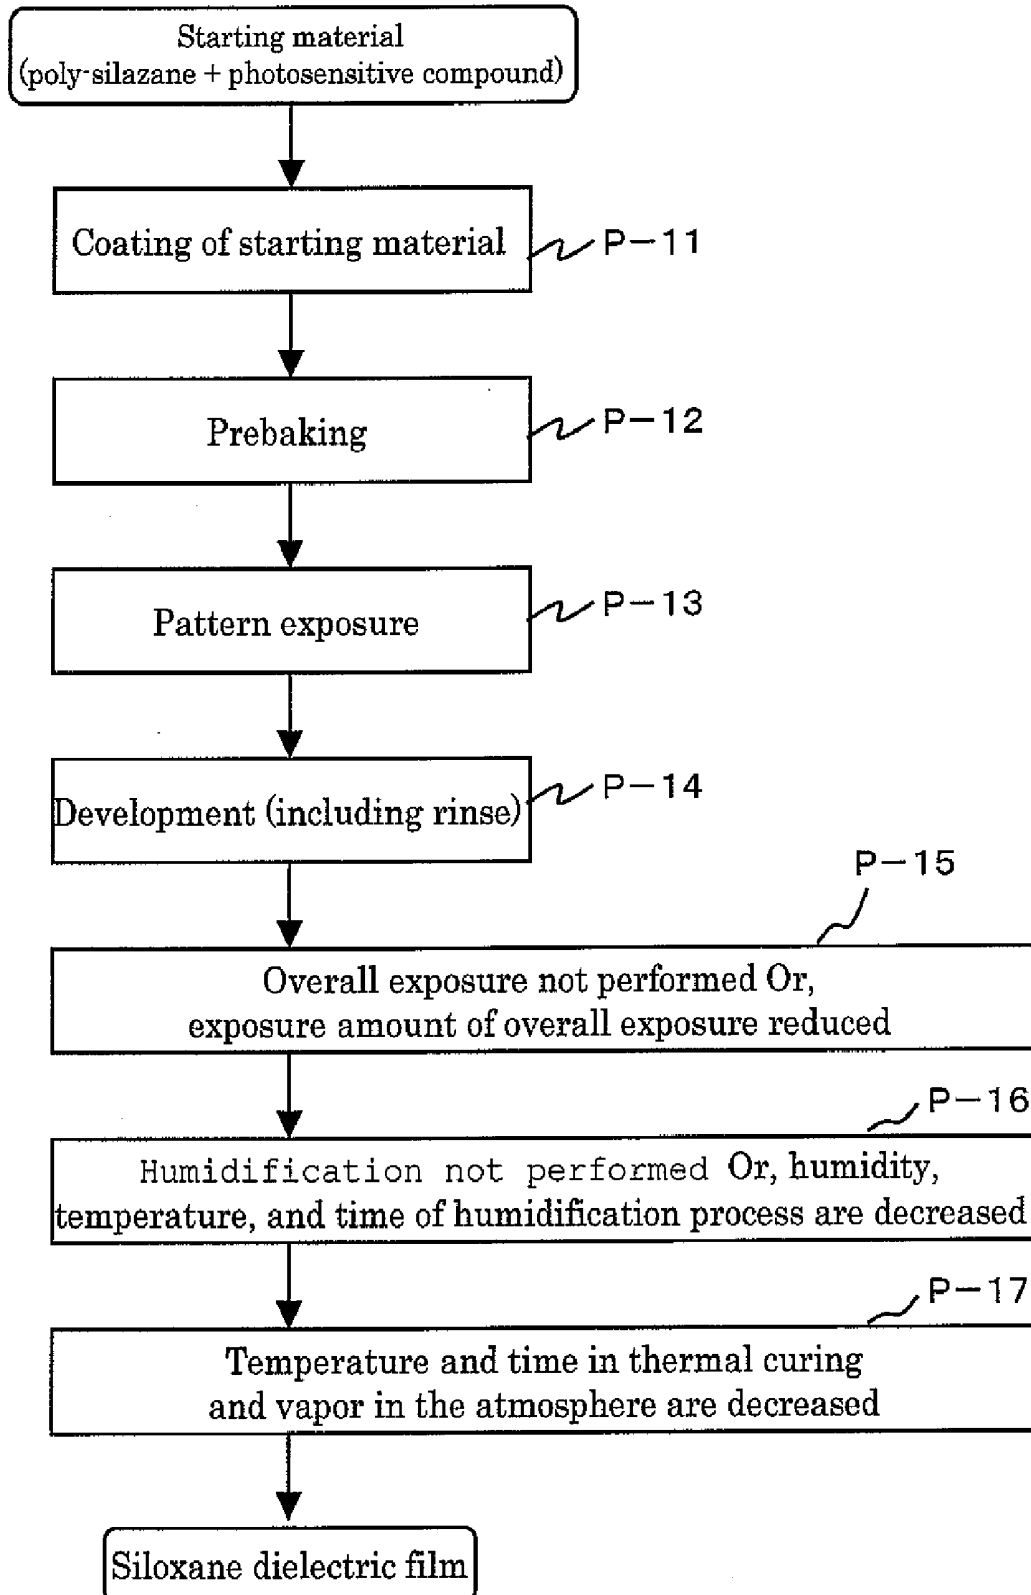 Starting material
(poly-silazane + photosensitive compound)
Coating of starting material
P-11
Prebaking
P-12
Pattern exposure
P-13
Development (including rinse)
P-14
P-15
Overall exposure not performed Or,
exposure amount of overall exposure reduced
P-16
Humidification not performed Or, humidity,
temperature, and time of humidification process are decreased
P-17
Temperature and time in thermal curing
and vapor in the atmosphere are decreased
Siloxane dielectric film